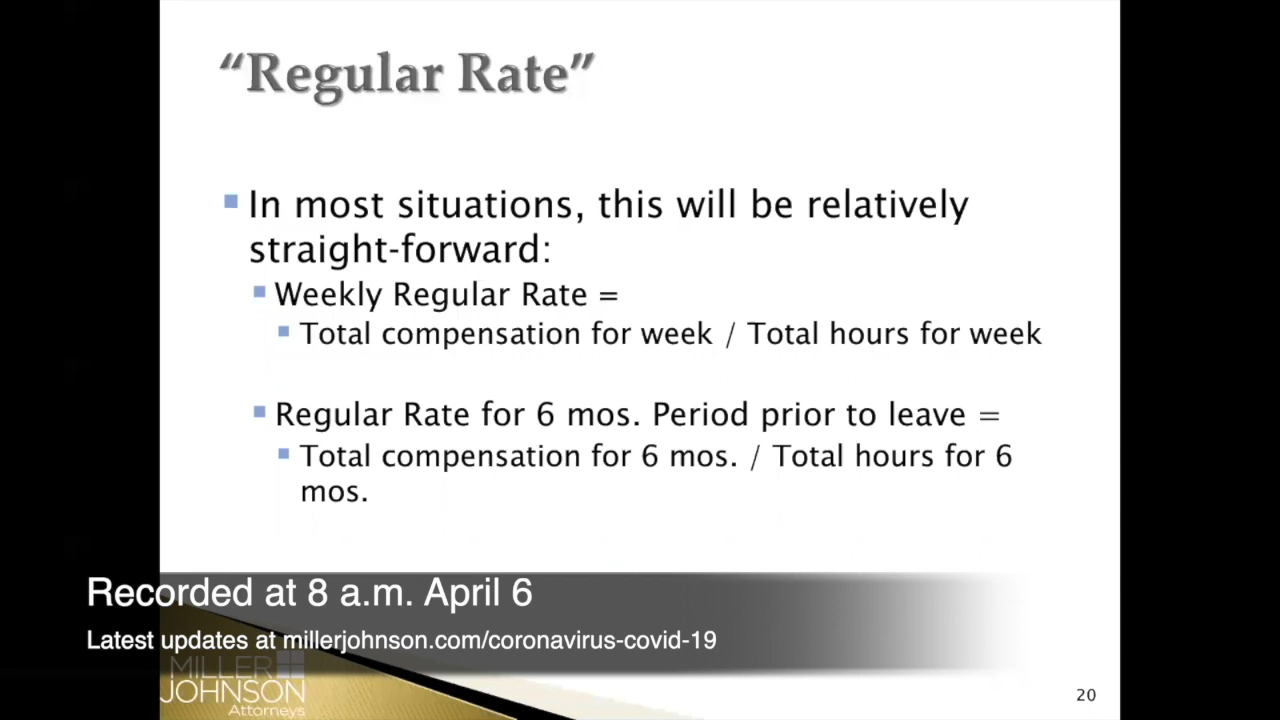 “Regular Rate”
In most situations, this will be relatively
straight-forward:
Weekly Regular Rate =
Total compensation for week / Total hours for week
Regular Rate for 6 mos. Period prior to leave =
Total compensation for 6 mos. / Total hours for 6
mos.
Recorded at 8 a.m. April 6
Latest updates at millerjohnson.com/coronavirus-covid-19
MILLER
JOHNSON
Attorneys
20